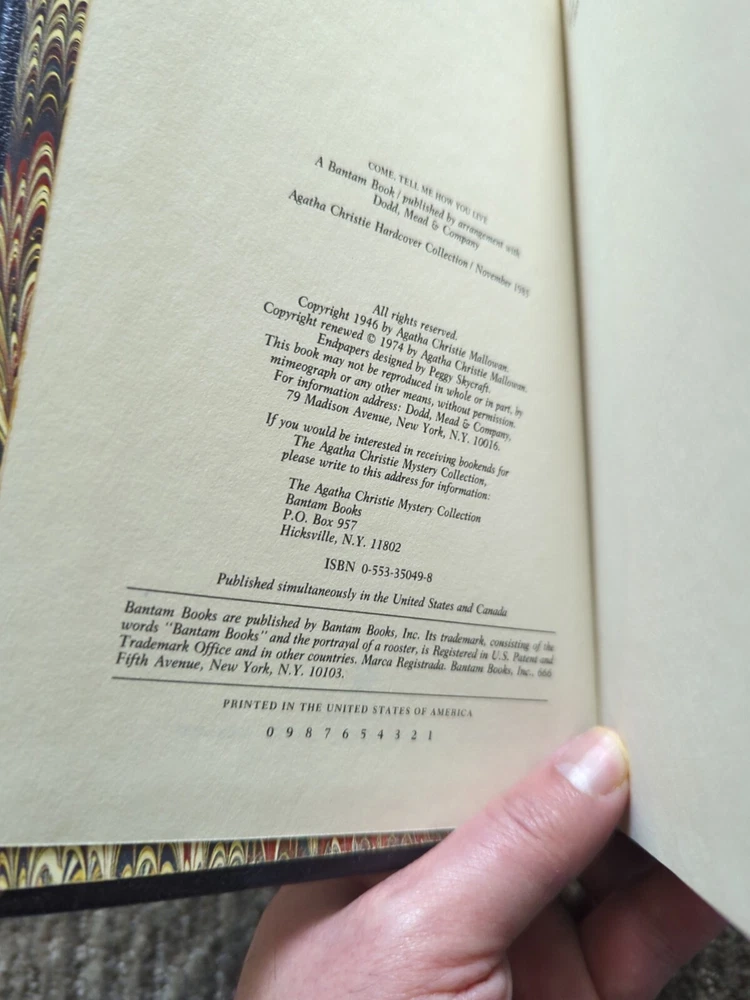 COME, TELL ME HOW YOU LIVE
A Bantam Book / published by arrangement with
Dodd, Mead & Company
Agatha Christie Hardcover Collection / November 1985
All rights reserved.
Copyright 1946 by Agatha Christie Mallowan.
Copyright renewed © 1974 by Agatha Christie Mallowan.
Endpapers designed by Peggy Skycraft.
This book may not be reproduced in whole or in part, by
mimeograph or any other means, without permission.
For information address: Dodd, Mead & Company,
79 Madison Avenue, New York, N.Y. 10016.
If you would be interested in receiving bookends for
The Agatha Christie Mystery Collection,
please write to this address for information:
The Agatha Christie Mystery Collection
Bantam Books
P.O. Box 957
Hicksville, N.Y. 11802
ISBN 0-553-35049-8
Published simultaneously in the United States and Canada
Bantam Books are published by Bantam Books, Inc. Its trademark, consisting of the
words "Bantam Books" and the portrayal of a rooster, is Registered in U.S. Patent and
Trademark Office and in other countries. Marca Registrada. Bantam Books, Inc., 666
Fifth Avenue, New York, N.Y. 10103.
PRINTED IN THE UNITED STATES OF AMERICA
0 9 8 7 6 5 4 3 2 1